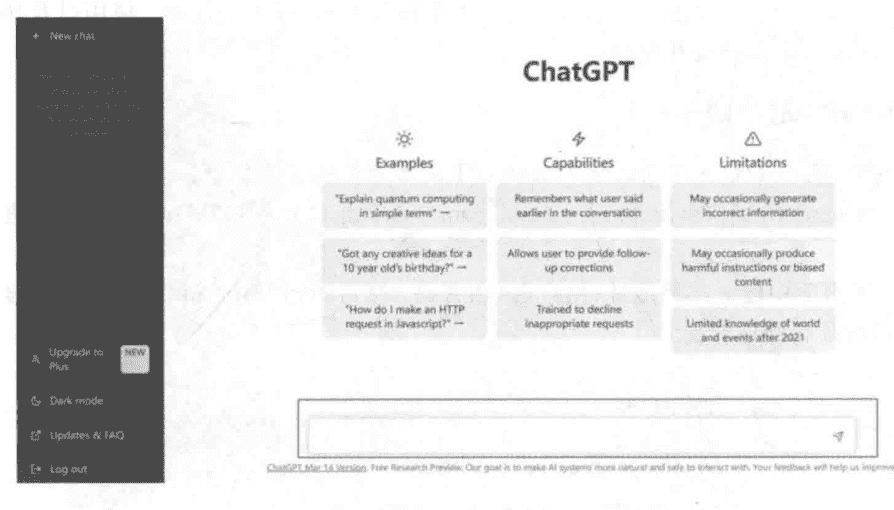 + New chat
ChatGPT
Examples
"Explain quantum computing
in simple terms" →
"Got any creative ideas for a
10 year old's birthday?" →
"How do I make an HTTP
request in Javascript?" →
Capabilities
Remembers what user said
earlier in the conversation
Allows user to provide follow-
up corrections
Trained to decline
inappropriate requests
Limitations
May occasionally generate
incorrect information
May occasionally produce
harmful instructions or biased
content
Limited knowledge of world
and events after 2021
Upgrade to
Plus
NEW
Dark mode
Updates & FAQ
Log out
ChatGPT Mar 14 Version. Free Research Preview. Our goal is to make AI systems more natural and safe to interact with. Your feedback will help us improve